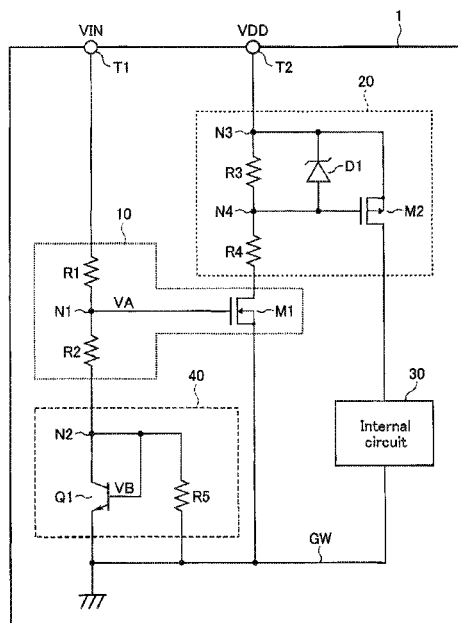 VIN
VDD
1
T1
T2
20
N3
R3
D1
N4
M2
10
R4
R1
N1
VA
M1
R2
40
30
N2
Internal
circuit
Q1
VB
R5
GW